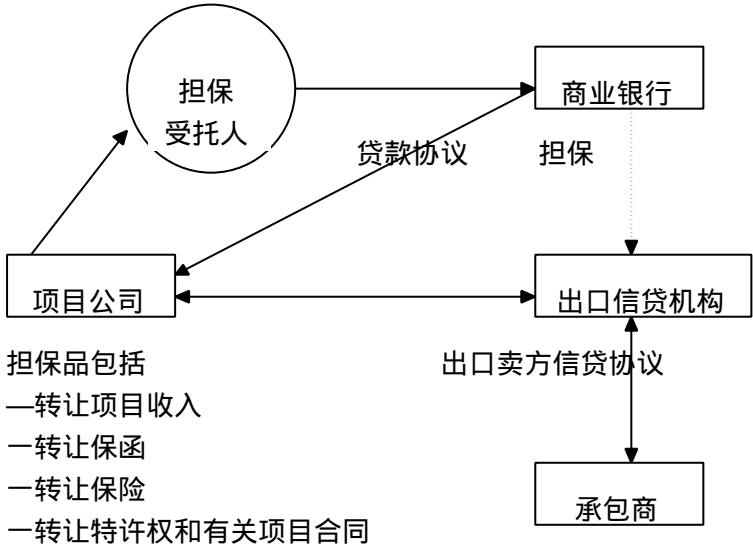 担保
受托人
商业银行
贷款协议
担保
项目公司
出口信贷机构
担保品包括
出口卖方信贷协议
—转让项目收入
一转让保函
一转让保险
承包商
一转让特许权和有关项目合同